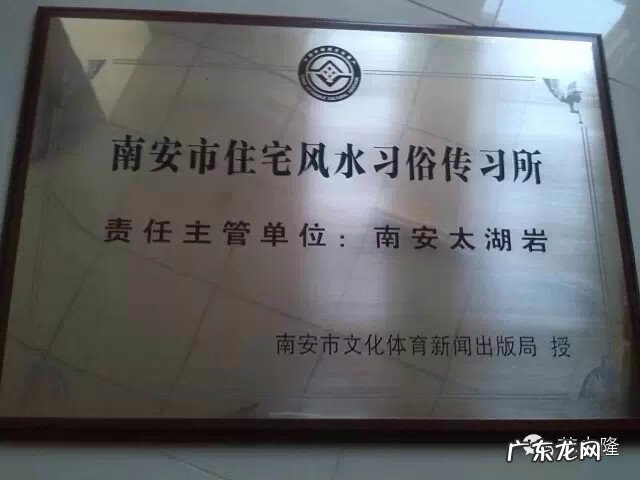 南安市住宅风水习俗传习所
责任主管单位：南安太湖岩
南安市文化体育新闻出版局 授
隆
广东龙网